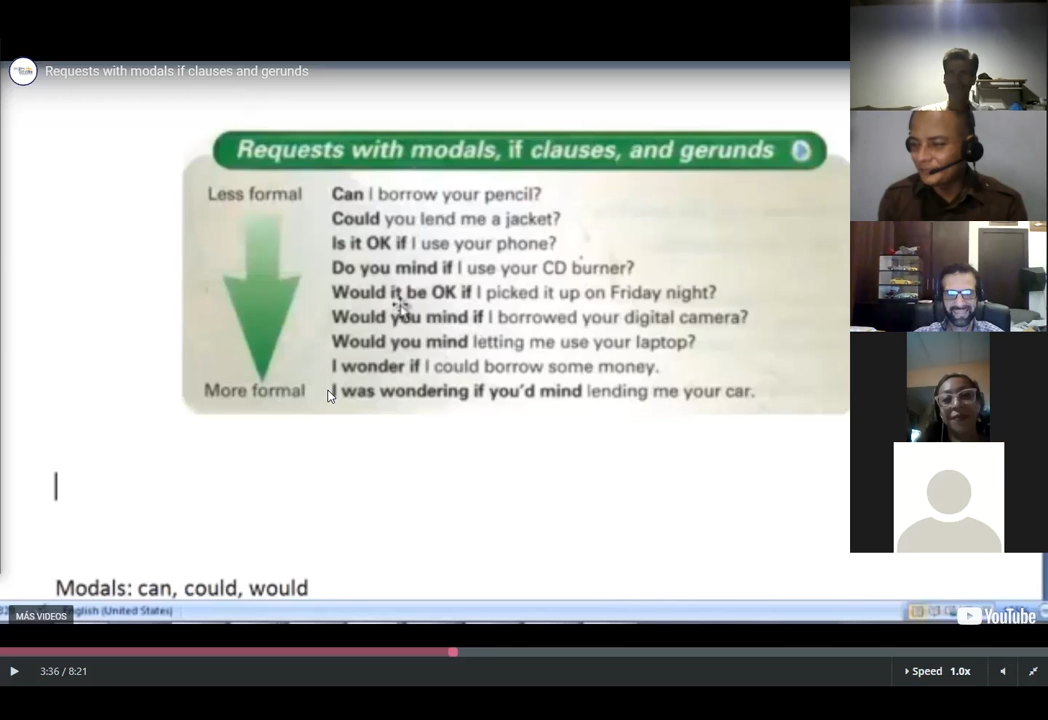 Requests with modals if clauses and gerunds
Requests with modals, if clauses, and gerunds
Less formal
Can I borrow your pencil?
Could you lend me a jacket?
Is it OK if I use your phone?
Do you mind if I use your CD burner?
Would it be OK if I picked it up on Friday night?
Would you mind if I borrowed your digital camera?
Would you mind letting me use your laptop?
I wonder if I could borrow some money.
More formal
I was wondering if you'd mind lending me your car.
Modals: can, could, would
English (United States)
MÁS VIDEOS
YouTube
3:36 / 8:21
Speed 1.0x